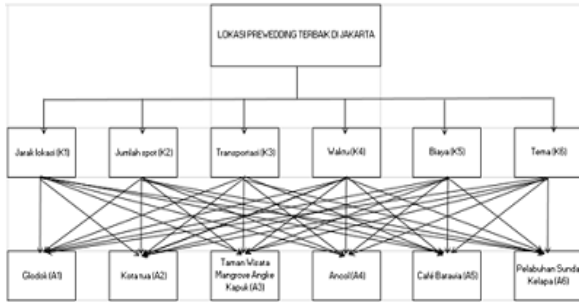 LOKASI PREWEDDING TERBAIK DI JAKARTA
Jarak lokasi (K1)
Jumlah spot (K2)
Transportasi (K3)
Waktu (K4)
Biaya (K5)
Tema (K6)
Glodok (A1)
Kota tua (A2)
Taman Wisata
Mangrove Angke
Kapuk (A3)
Ancol (A4)
Café Batavia (A5)
Pelabuhan Sunda
Kelapa (A6)